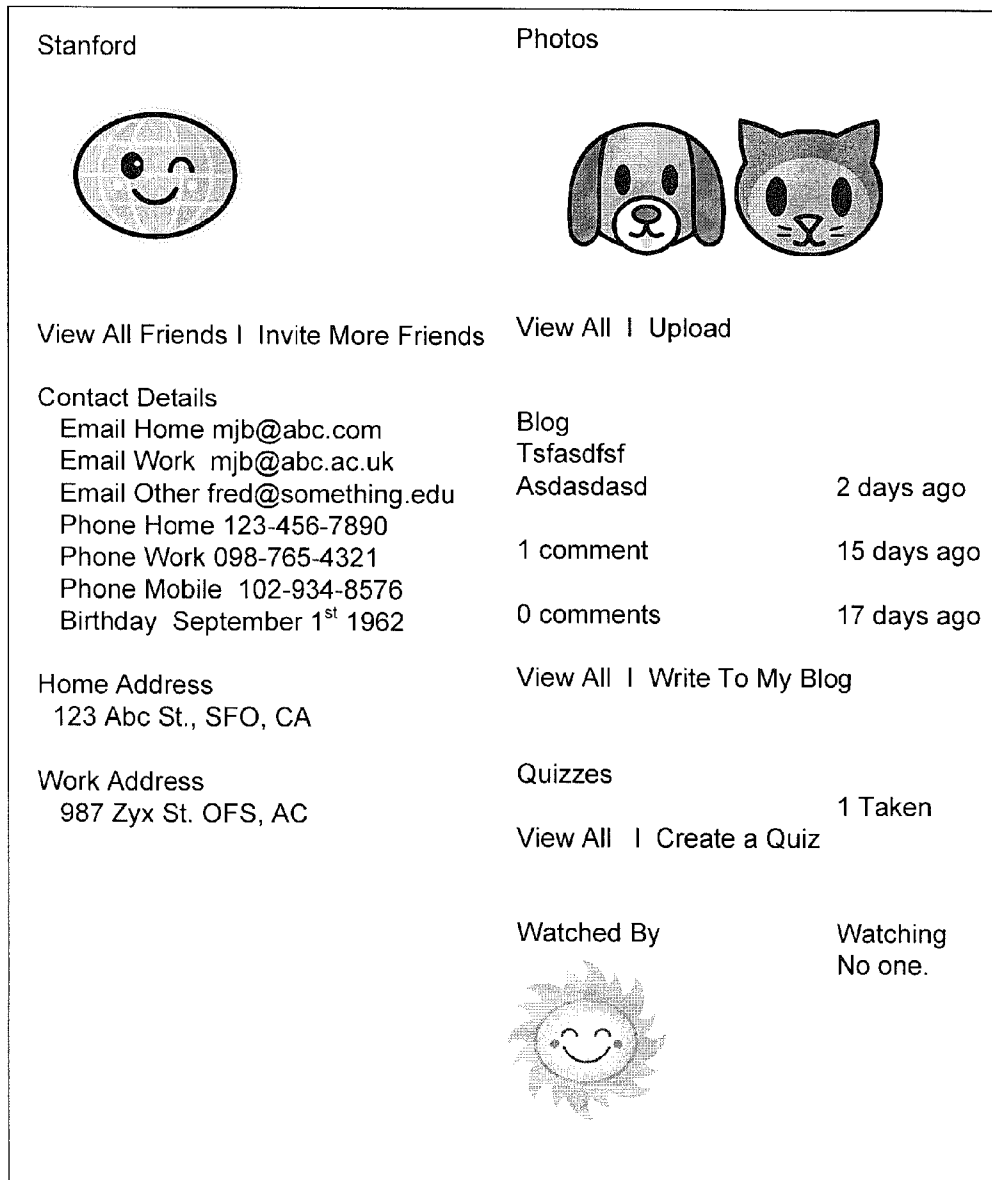 Stanford
View All Friends I Invite More Friends
Contact Details
Email Home mjb@abc.com
Email Work mjb@abc.ac.uk
Email Other fred@something.edu
Phone Home 123-456-7890
Phone Work 098-765-4321
Phone Mobile 102-934-8576
Birthday September 1st 1962
Home Address
123 Abc St., SFO, CA
Work Address
987 Zyx St. OFS, AC
Photos
View All I Upload
Blog
Tsfasdfsf
Asdasdasd 2 days ago
1 comment 15 days ago
0 comments 17 days ago
View All I Write To My Blog
Quizzes
1 Taken
View All I Create a Quiz
Watched By Watching
No one.